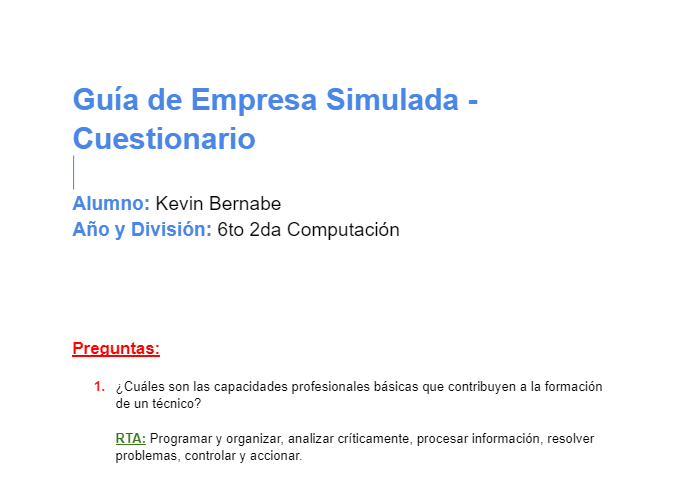 Guía de Empresa Simulada -
Cuestionario
Alumno: Kevin Bernabe
Año y División: 6to 2da Computación
Preguntas:
1. ¿Cuáles son las capacidades profesionales básicas que contribuyen a la formación
de un técnico?
RTA: Programar y organizar, analizar críticamente, procesar información, resolver
problemas, controlar y accionar.